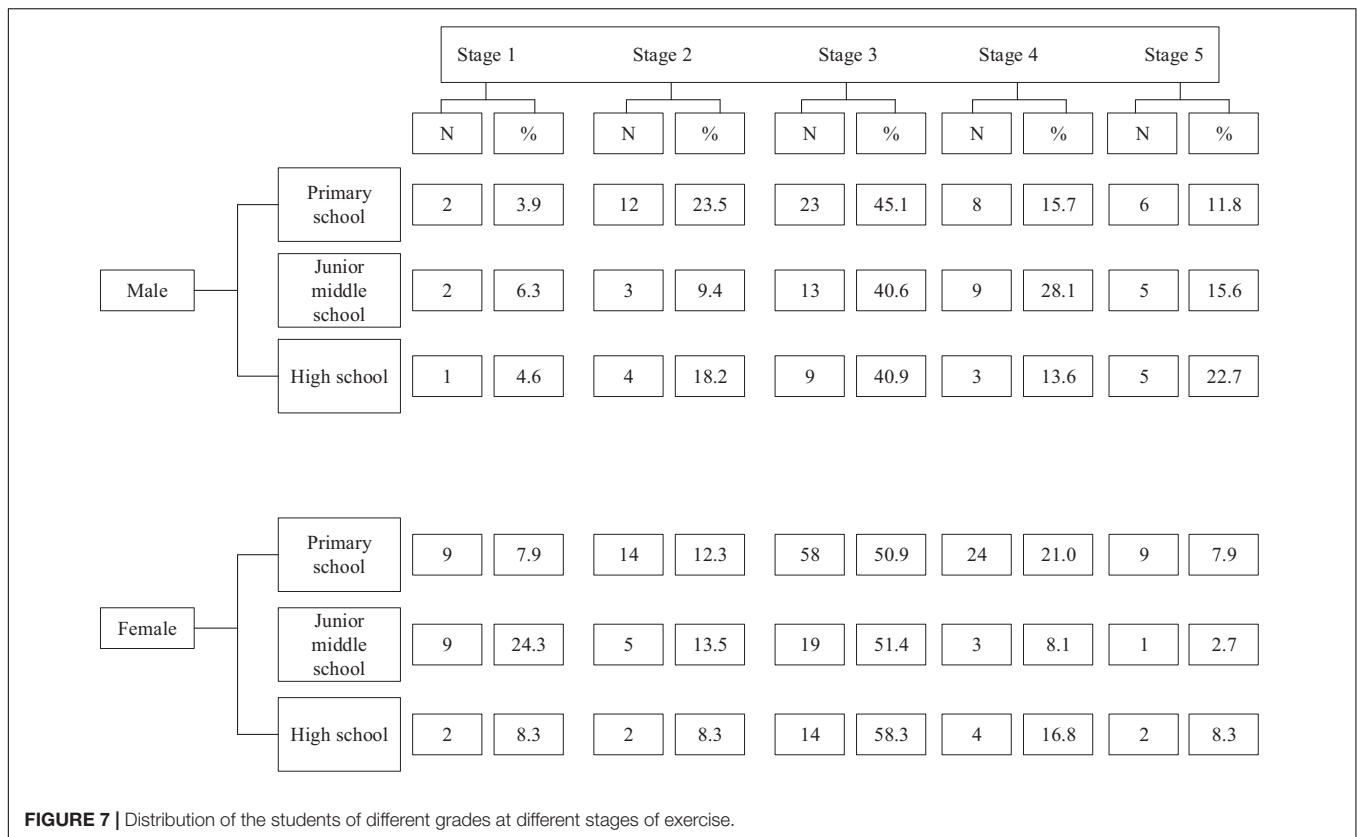 Stage 1 Stage 2 Stage 3 Stage 4 Stage 5
N % N % N % N % N %
Primary
school
2 3.9 12 23.5 23 45.1 8 15.7 6 11.8
Male
Junior
middle
school
2 6.3 3 9.4 13 40.6 9 28.1 5 15.6
High school 1 4.6 4 18.2 9 40.9 3 13.6 5 22.7
Primary
school
9 7.9 14 12.3 58 50.9 24 21.0 9 7.9
Female
Junior
middle
school
9 24.3 5 13.5 19 51.4 3 8.1 1 2.7
High school 2 8.3 2 8.3 14 58.3 4 16.8 2 8.3
FIGURE 7 | Distribution of the students of different grades at different stages of exercise.